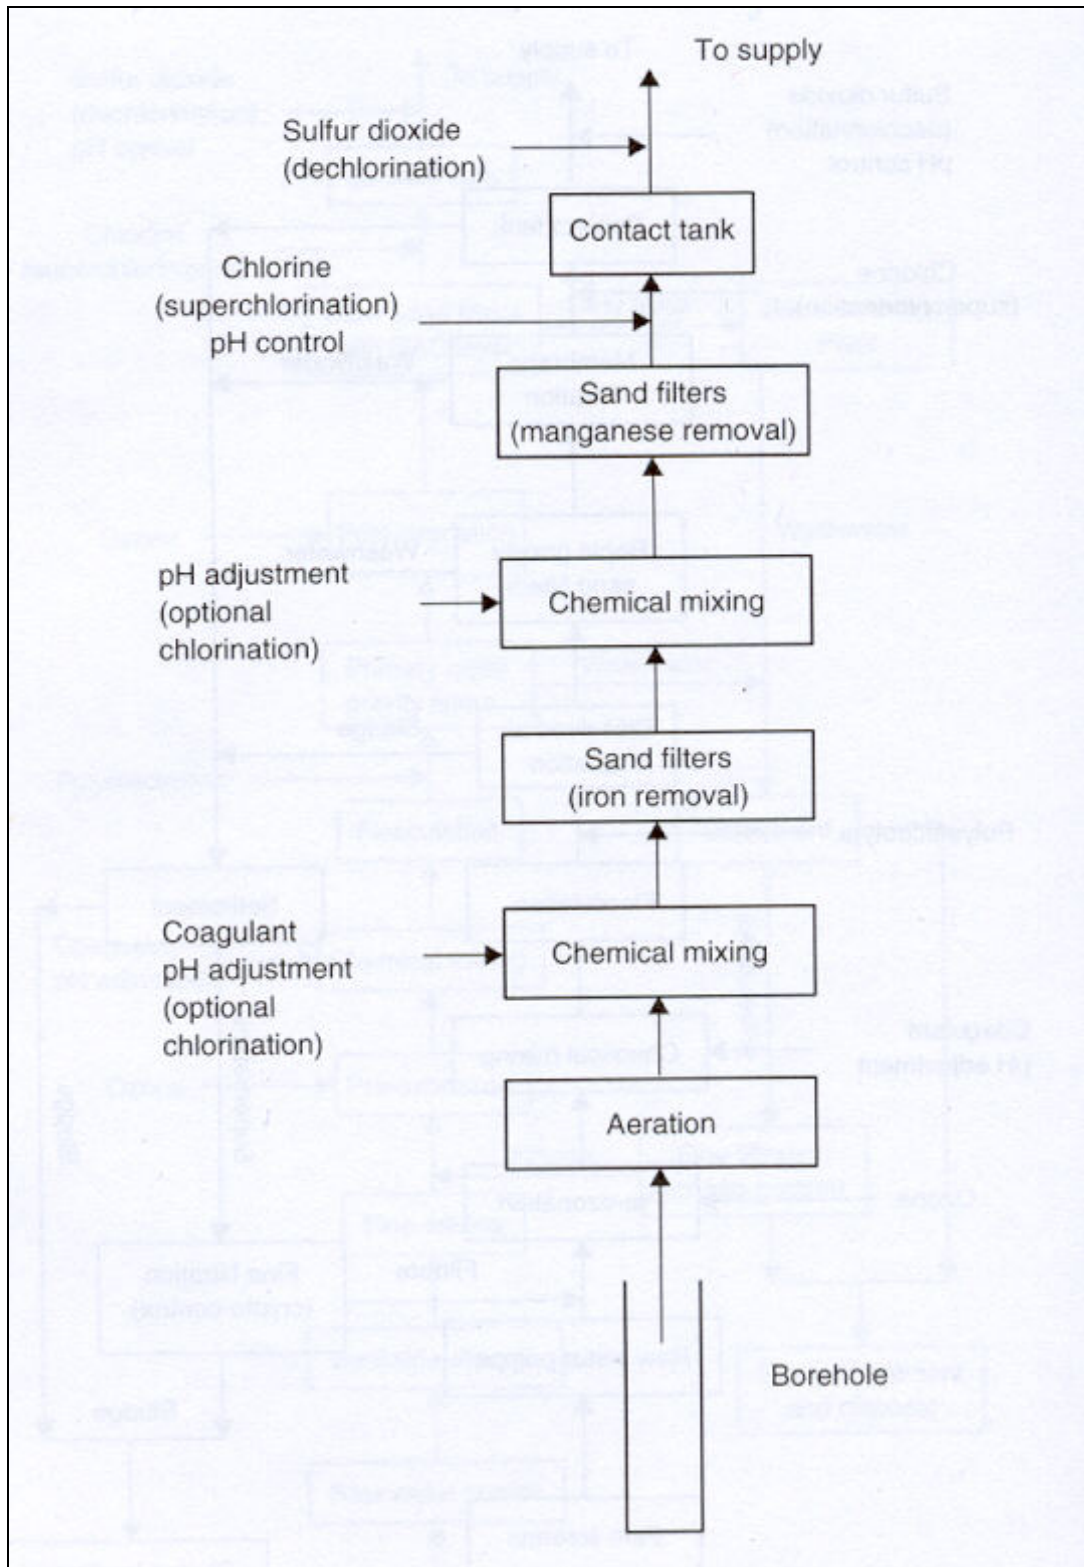 To supply
Sulfur dioxide
(dechlorination)
Contact tank
Chlorine
(superchlorination)
pH control
Sand filters
(manganese removal)
pH adjustment
(optional
chlorination)
Chemical mixing
Sand filters
(iron removal)
Coagulant
pH adjustment
(optional
chlorination)
Chemical mixing
Aeration
Borehole